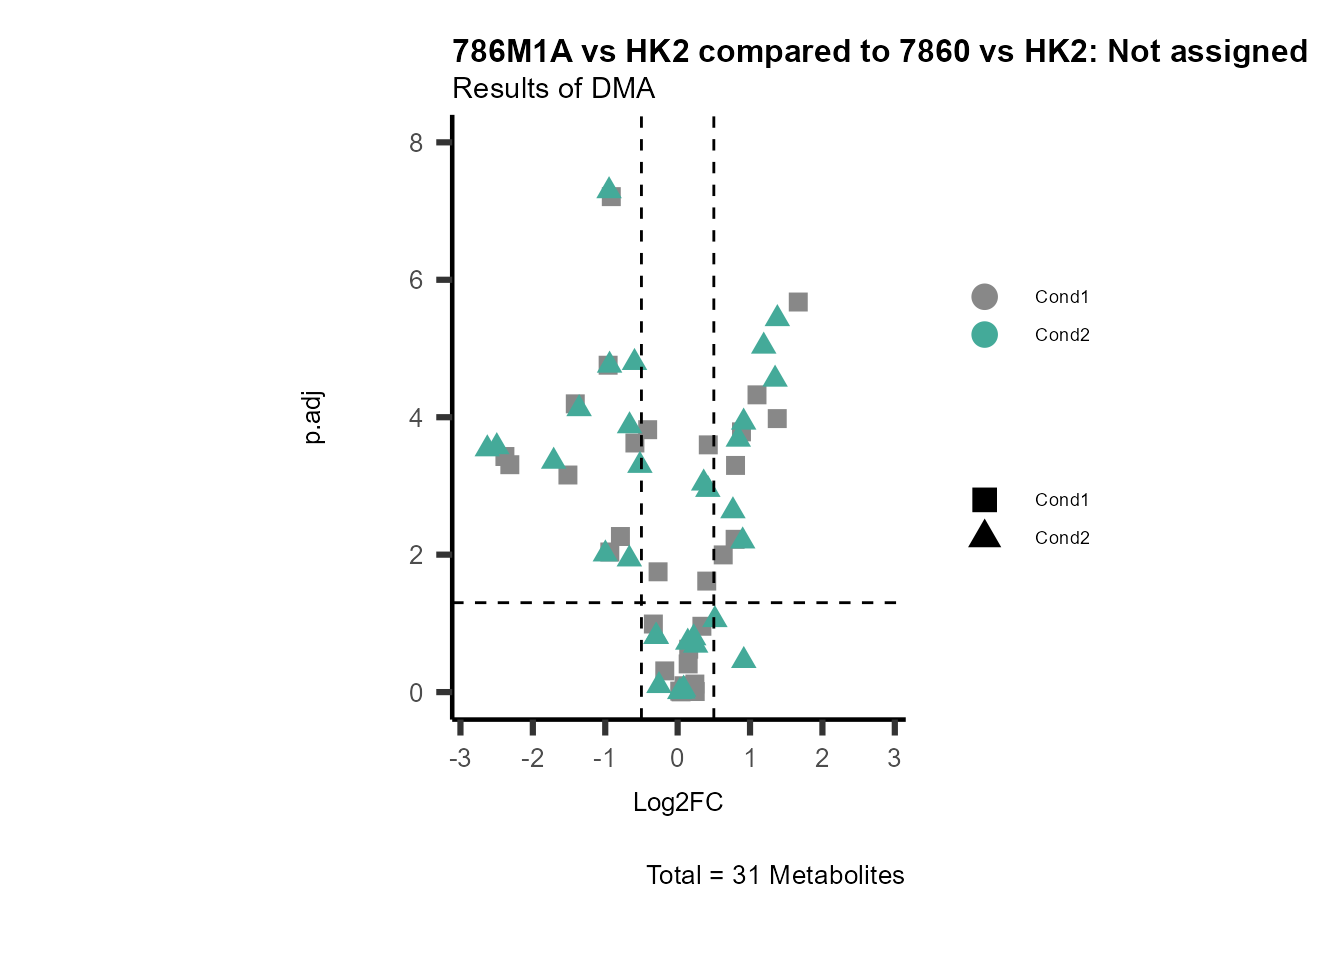 786M1A vs HK2 compared to 7860 vs HK2: Not assigned
Results of DMA
8
6
4
2
0
p.adj
-3 -2 -1 0 1 2 3
Log2FC
Cond1
Cond2
Cond1
Cond2
Total = 31 Metabolites